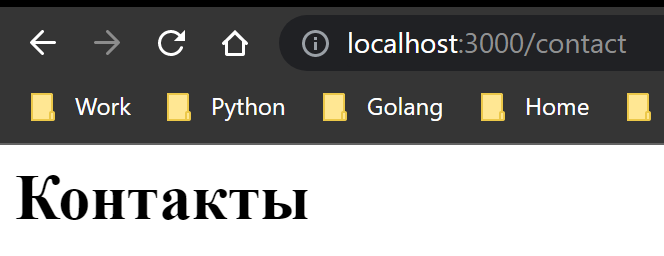 localhost:3000/contact
Work Python Golang Home
Контакты